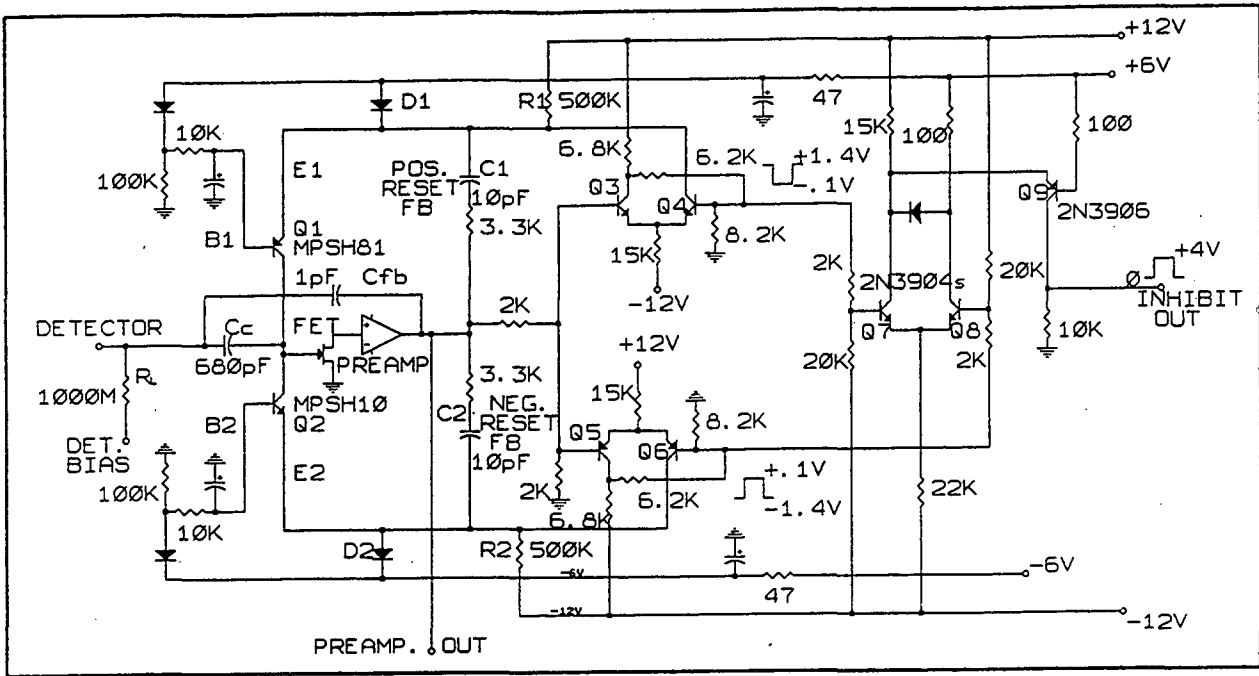 +12V
+6V
D1
R1 500K
47
10K
15K
100
100
6.8K
6.2K
+1.4V
-.1V
100K
E1
POS.
RESET
FB
C1
10pF
Q3
Q4
Q9
2N3906
B1
Q1
MPSH81
3.3K
8.2K
15K
2K
2N3904s
20K
+4V
0
1pF Cfb
-12V
INHIBIT
OUT
DETECTOR
Cc
FET
2K
Q7
Q8
10K
680pF
PREAMP
+12V
20K
2K
RL
1000M
3.3K
15K
MPSH10
Q2
C2
NEG.
RESET
FB
10pF
8.2K
DET.
BIAS
B2
Q5
Q6
E2
+.1V
-1.4V
100K
2K
6.2K
22K
10K
6.8K
D2
R2 500K
-6V
47
-6V
-12V
-12V
PREAMP. OUT